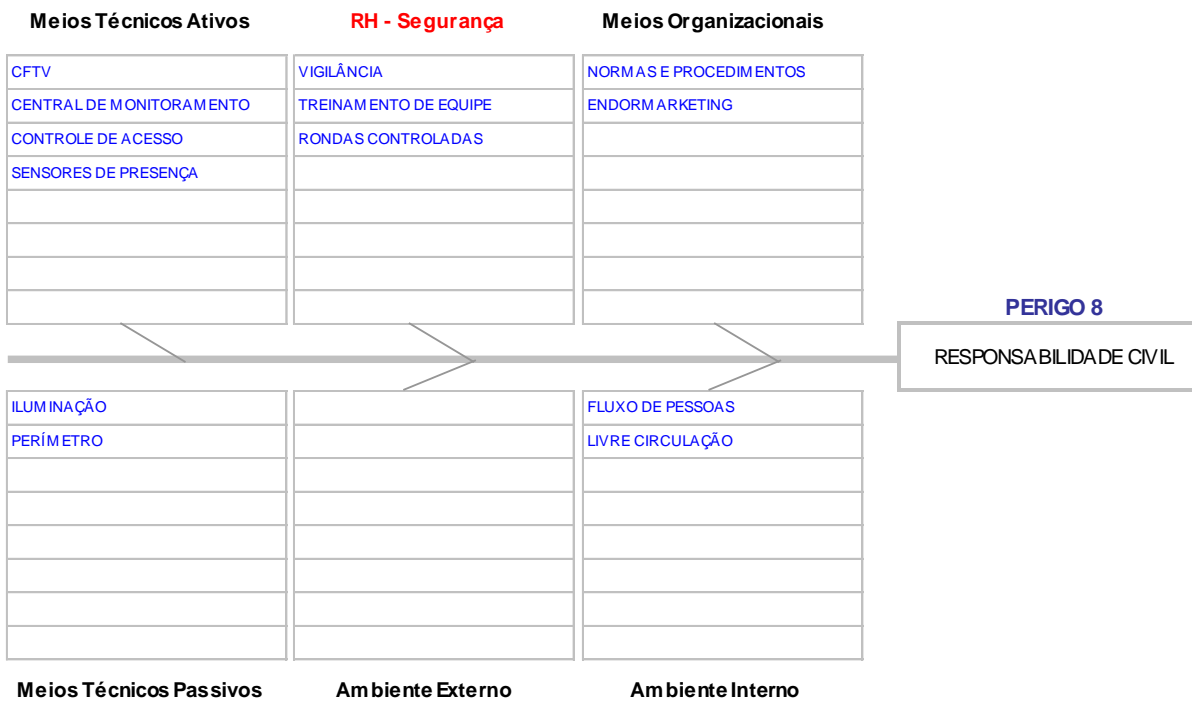 Meios Técnicos Ativos
RH - Segurança
Meios Organizacionais
CFTV
VIGILÂNCIA
NORMAS E PROCEDIMENTOS
CENTRAL DE MONITORAMENTO
TREINAMENTO DE EQUIPE
ENDORMARKETING
CONTROLE DE ACESSO
RONDAS CONTROLADAS
SENSORES DE PRESENÇA
PERIGO 8
RESPONSABILIDADE CIVIL
ILUMINAÇÃO
FLUXO DE PESSOAS
PERÍMETRO
LIVRE CIRCULAÇÃO
Meios Técnicos Passivos
Ambiente Externo
Ambiente Interno